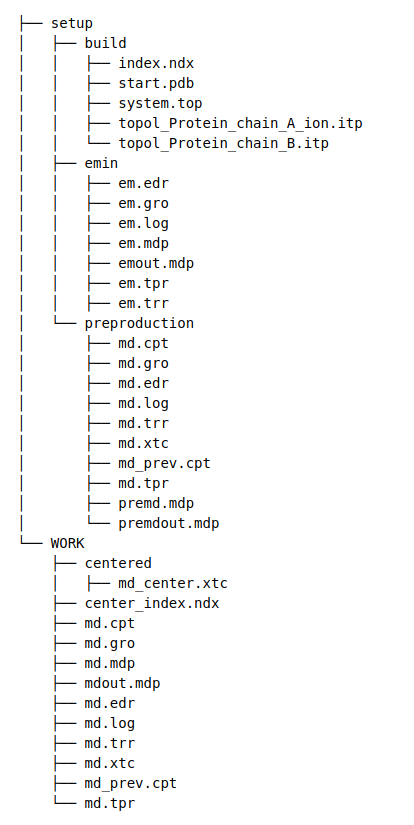 ├── setup
│   ├── build
│   │   ├── index.ndx
│   │   ├── start.pdb
│   │   ├── system.top
│   │   ├── topol_Protein_chain_A_ion.itp
│   │   └── topol_Protein_chain_B.itp
│   ├── emin
│   │   ├── em.edr
│   │   ├── em.gro
│   │   ├── em.log
│   │   ├── em.mdp
│   │   ├── emout.mdp
│   │   ├── em.tpr
│   │   ├── em.trr
│   └── preproduction
│       ├── md.cpt
│       ├── md.gro
│       ├── md.edr
│       ├── md.log
│       ├── md.trr
│       ├── md.xtc
│       ├── md_prev.cpt
│       ├── md.tpr
│       ├── premd.mdp
│       └── premdout.mdp
└── WORK
    ├── centered
    │   ├── md_center.xtc
    ├── center_index.ndx
    ├── md.cpt
    ├── md.gro
    ├── md.mdp
    ├── mdout.mdp
    ├── md.edr
    ├── md.log
    ├── md.trr
    ├── md.xtc
    ├── md_prev.cpt
    └── md.tpr